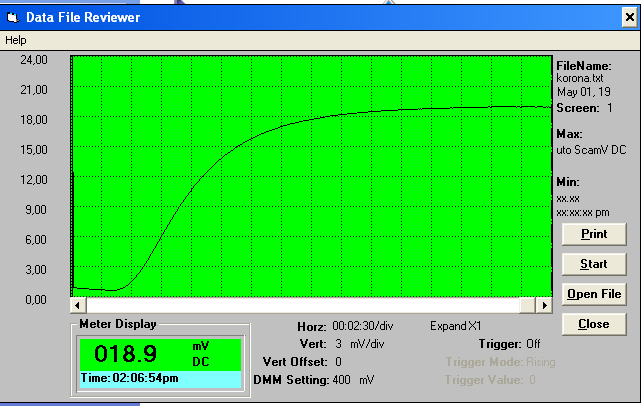 Data File Reviewer
Help
24,00
21,00
18,00
15,00
12,00
9,00
6,00
3,00
0,00
FileName:
korona.txt
May 01, 19
Screen: 1
Max:
uto ScamV DC
Min:
xx.xx
xx:xx:xx pm
Print
Start
Open File
Close
Meter Display
018.9 mV DC
Time: 02:06:54pm
Horz: 00:02:30/div Expand X1
Vert: 3 mV/div Trigger: Off
Vert Offset: 0 Trigger Mode: Rising
DMM Setting: 400 mV Trigger Value: 0